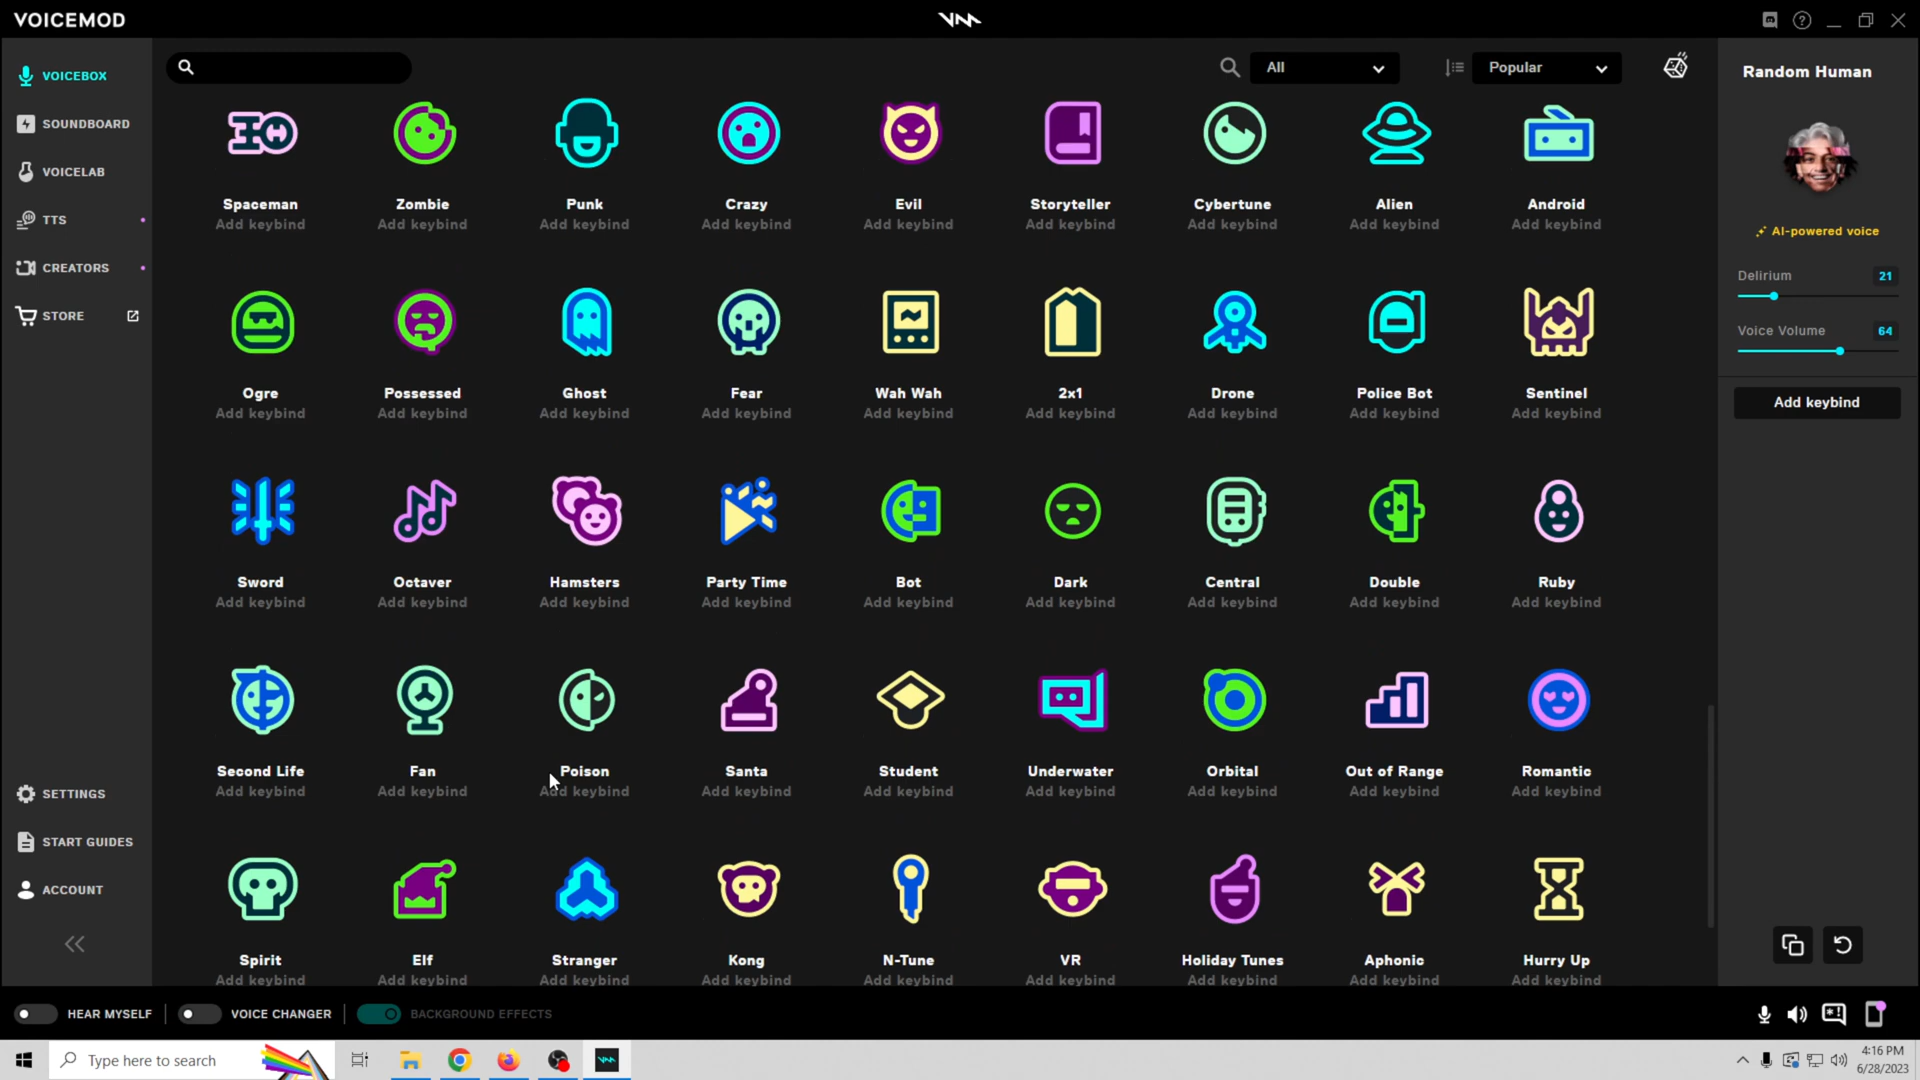 VOICEMOD
VOICEBOX
SOUNDBOARD
VOICELAB
TTS
CREATORS
STORE
SETTINGS
START GUIDES
ACCOUNT
All
Popular
Spaceman Zombie Punk Crazy Evil Storyteller Cybertune Alien Android
Add keybind Add keybind Add keybind Add keybind Add keybind Add keybind Add keybind Add keybind Add keybind
Ogre Possessed Ghost Fear Wah Wah 2x1 Drone Police Bot Sentinel
Add keybind Add keybind Add keybind Add keybind Add keybind Add keybind Add keybind Add keybind Add keybind
Sword Octaver Hamsters Party Time Bot Dark Central Double Ruby
Add keybind Add keybind Add keybind Add keybind Add keybind Add keybind Add keybind Add keybind Add keybind
Second Life Fan Poison Santa Student Underwater Orbital Out of Range Romantic
Add keybind Add keybind Add keybind Add keybind Add keybind Add keybind Add keybind Add keybind Add keybind
Spirit Elf Stranger Kong N-Tune VR Holiday Tunes Aphonic Hurry Up
Add keybind Add keybind Add keybind Add keybind Add keybind Add keybind Add keybind Add keybind Add keybind
Random Human
AI-powered voice
Delirium 21
Voice Volume 64
Add keybind
HEAR MYSELF VOICE CHANGER BACKGROUND EFFECTS
Type here to search
4:16 PM
6/28/2023